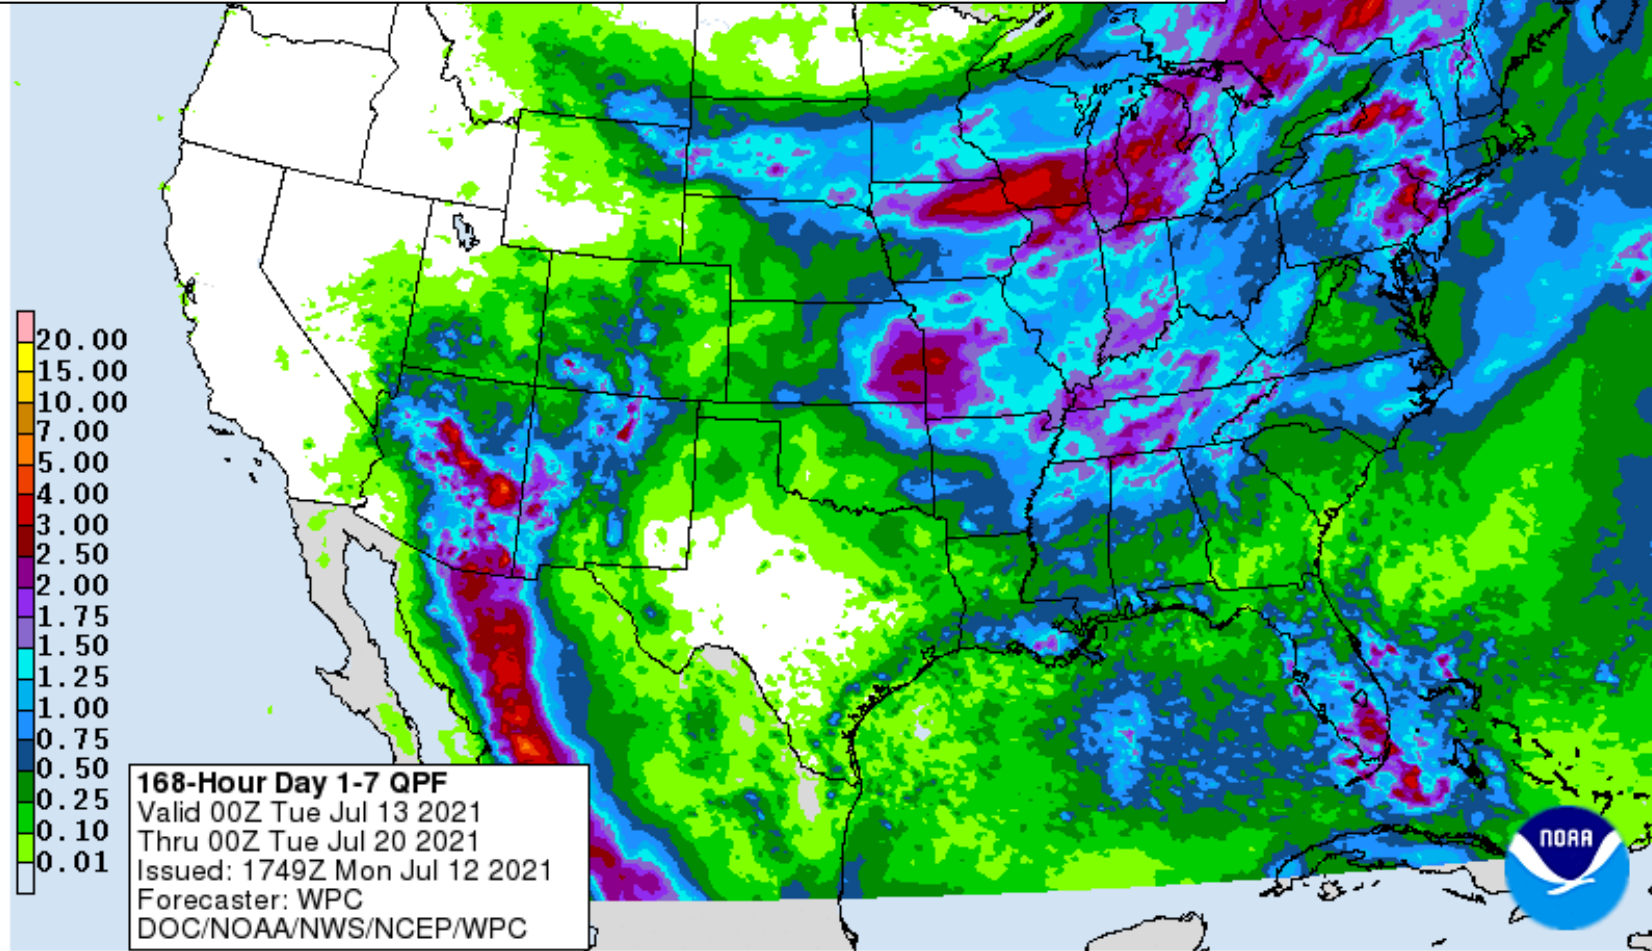 20.00
15.00
10.00
7.00
5.00
4.00
3.00
2.50
2.00
1.75
1.50
1.25
1.00
0.75
0.50
0.25
0.10
0.01
168-Hour Day 1-7 QPF
Valid 00Z Tue Jul 13 2021
Thru 00Z Tue Jul 20 2021
Issued: 1749Z Mon Jul 12 2021
Forecaster: WPC
DOC/NOAA/NWS/NCEP/WPC
NOAA